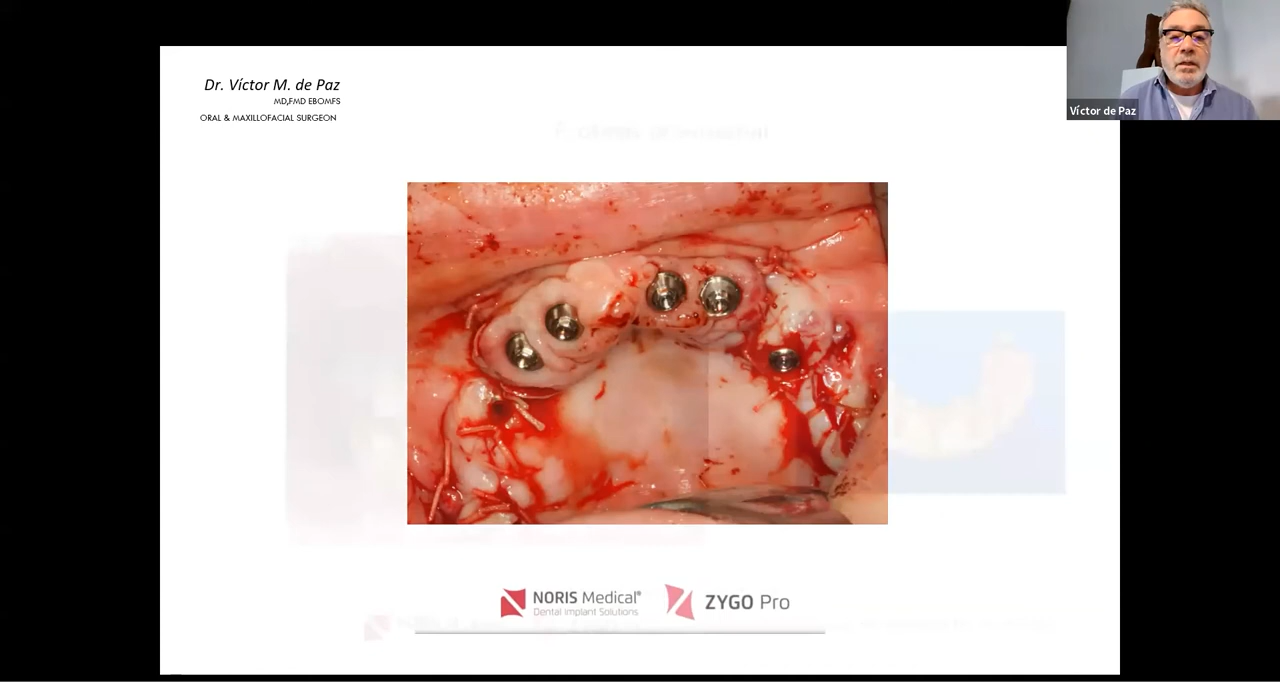 Dr. Víctor M. de Paz
MD,FMD EBOMFS
ORAL & MAXILLOFACIAL SURGEON
Víctor de Paz
NORIS Medical®
Dental Implant Solutions
ZYGO Pro